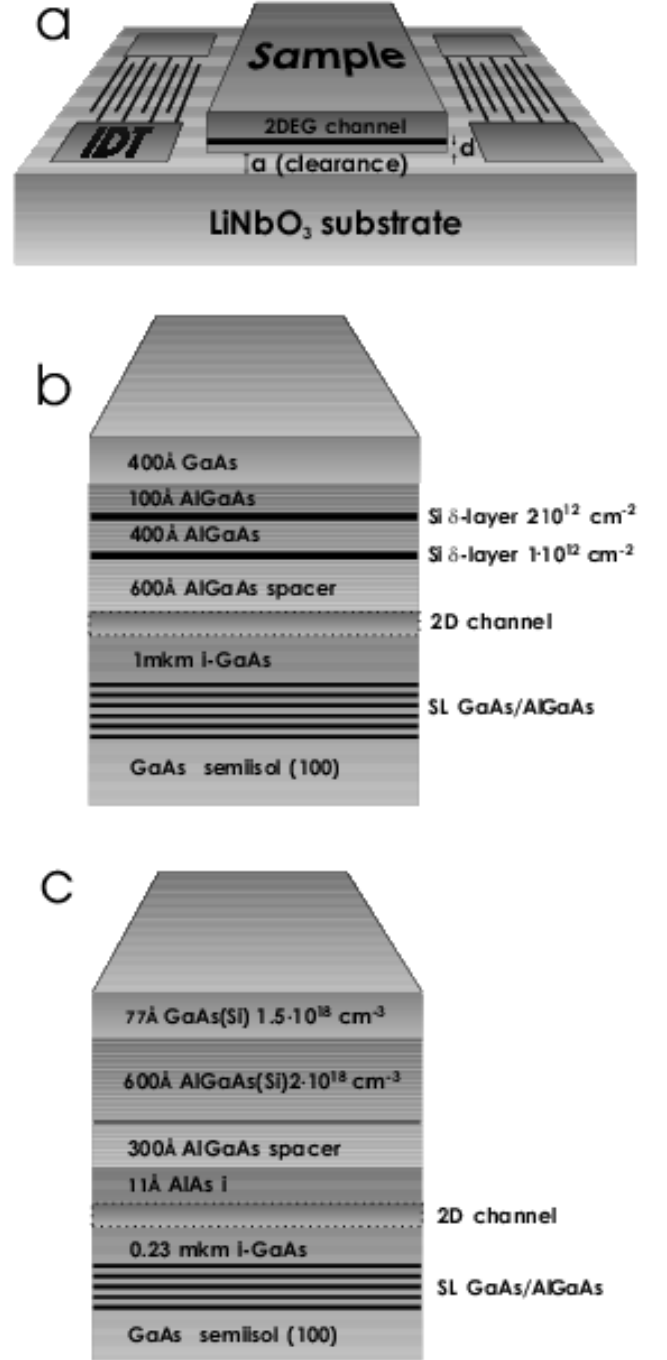 a
Sample
2DEG channel
IDT
d
a (clearance)
LiNbO₃ substrate
b
400Å GaAs
100Å AlGaAs
Si δ-layer 210¹² cm⁻²
400Å AlGaAs
Si δ-layer 1·10¹² cm⁻²
600Å AlGaAs spacer
2D channel
1mkm i-GaAs
SL GaAs/AlGaAs
GaAs semiisol (100)
c
77Å GaAs(Si) 1.5·10¹⁸ cm⁻³
600Å AlGaAs(Si)2·10¹⁸ cm⁻³
300Å AlGaAs spacer
11Å AlAs i
2D channel
0.23 mkm i-GaAs
SL GaAs/AlGaAs
GaAs semiisol (100)